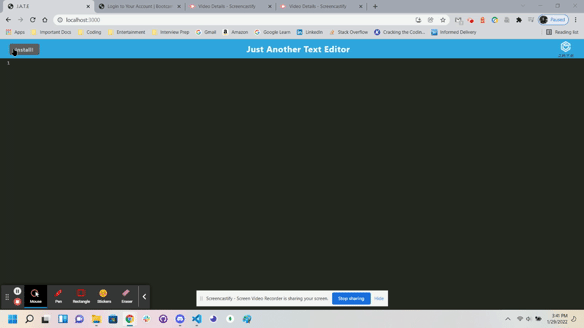 J.A.T.E
Login to Your Account | Bootcam
Video Details - Screencastify
Video Details - Screencastify
localhost:3000
Paused
Apps
Important Docs
Coding
Entertainment
Interview Prep
Gmail
Amazon
Google Learn
LinkedIn
Stack Overflow
Cracking the Codin...
Informed Delivery
Reading list
Install!
Just Another Text Editor
1
Mouse
Pen
Rectangle
Stickers
Eraser
Screencastify - Screen Video Recorder is sharing your screen.
Stop sharing
Hide
3:41 PM
1/29/2022